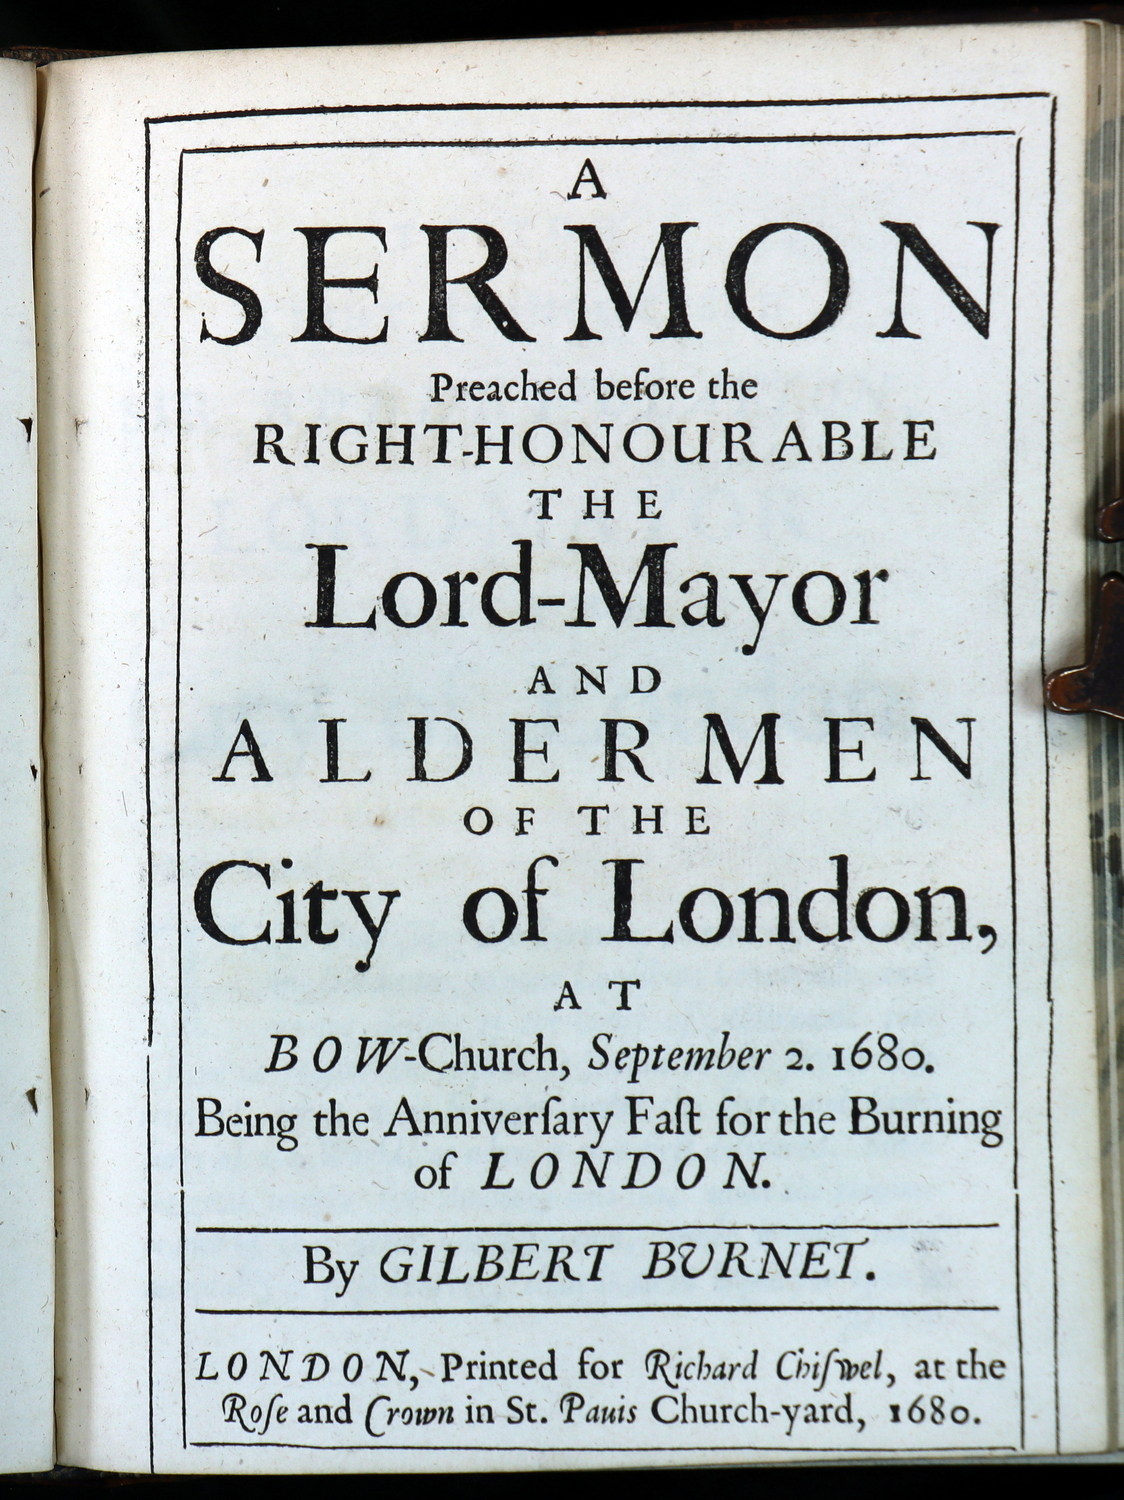 A
SERMON
Preached before the
RIGHT-HONOURABLE
THE
Lord-Mayor
AND
ALDERMEN
OF THE
City of London,
AT
BOW-Church, September 2. 1680.
Being the Anniverſary Faſt for the Burning
of LONDON.
By GILBERT BURNET.
LONDON, Printed for Richard Chiſwel, at the
Roſe and Crown in St. Pauls Church-yard, 1680.